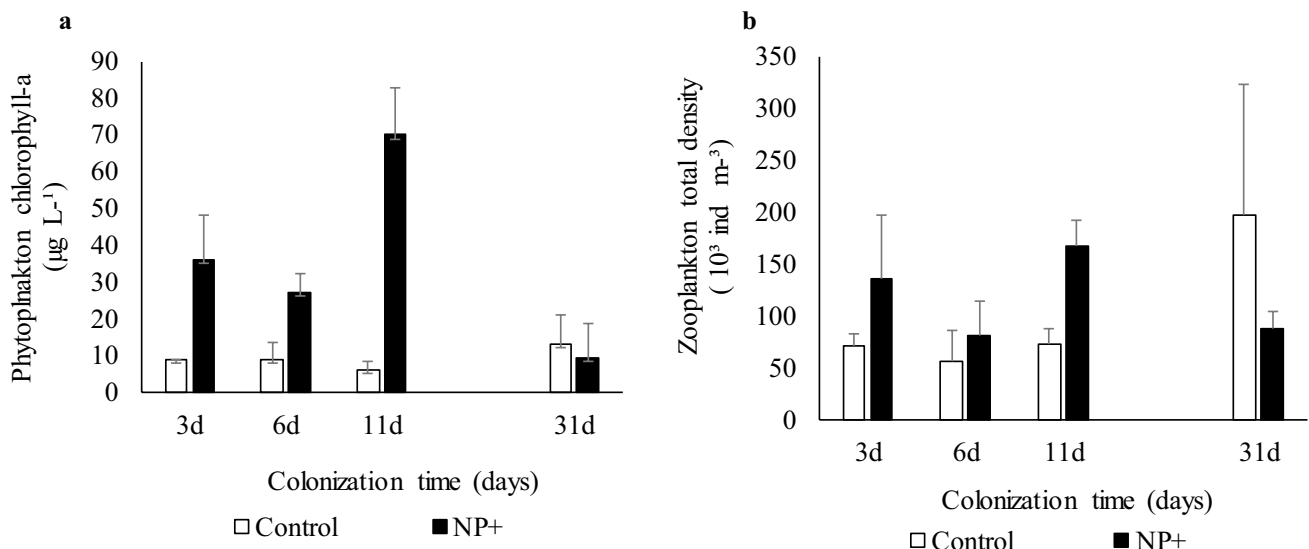 a
Phytoplnakton chlorophyll-a
(µg L-¹)
90
80
70
60
50
40
30
20
10
0
3d 6d 11d 31d
Colonization time (days)
Control NP+
b
Zooplankton total density
( 10³ ind m-³)
350
300
250
200
150
100
50
0
3d 6d 11d 31d
Colonization time (days)
Control NP+